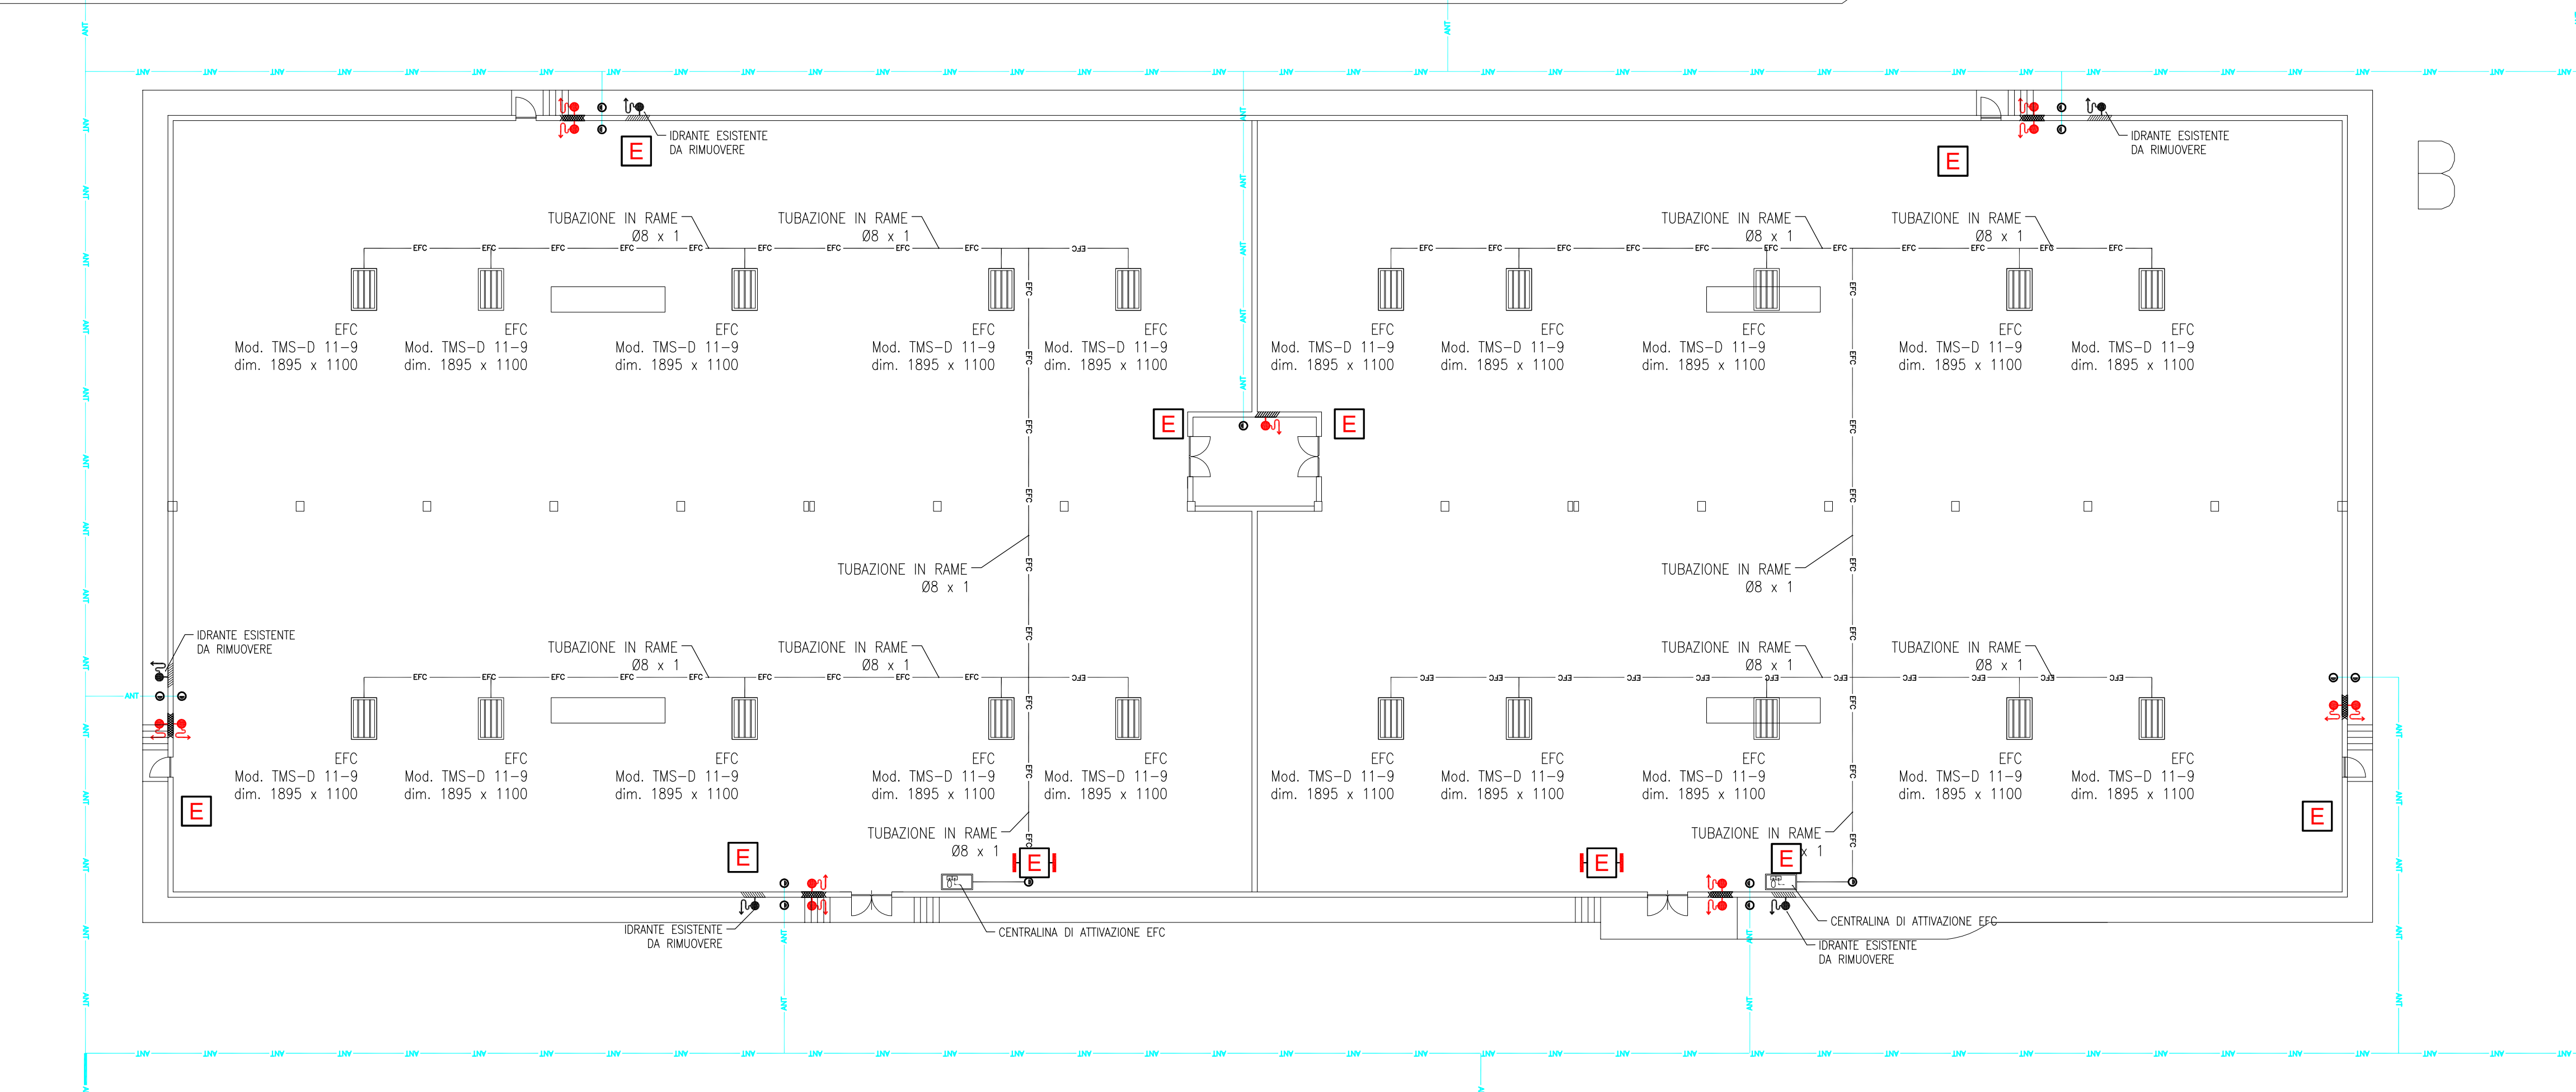 IDRANTE ESISTENTE
DA RIMUOVERE
IDRANTE ESISTENTE
DA RIMUOVERE
B
E
E
TUBAZIONE IN RAME
Ø8 x 1
TUBAZIONE IN RAME
Ø8 x 1
TUBAZIONE IN RAME
Ø8 x 1
TUBAZIONE IN RAME
Ø8 x 1
EFC
Mod. TMS-D 11-9
dim. 1895 x 1100
EFC
Mod. TMS-D 11-9
dim. 1895 x 1100
EFC
Mod. TMS-D 11-9
dim. 1895 x 1100
EFC
Mod. TMS-D 11-9
dim. 1895 x 1100
EFC
Mod. TMS-D 11-9
dim. 1895 x 1100
EFC
Mod. TMS-D 11-9
dim. 1895 x 1100
EFC
Mod. TMS-D 11-9
dim. 1895 x 1100
EFC
Mod. TMS-D 11-9
dim. 1895 x 1100
EFC
Mod. TMS-D 11-9
dim. 1895 x 1100
EFC
Mod. TMS-D 11-9
dim. 1895 x 1100
E
E
TUBAZIONE IN RAME
Ø8 x 1
TUBAZIONE IN RAME
Ø8 x 1
IDRANTE ESISTENTE
DA RIMUOVERE
TUBAZIONE IN RAME
Ø8 x 1
TUBAZIONE IN RAME
Ø8 x 1
TUBAZIONE IN RAME
Ø8 x 1
TUBAZIONE IN RAME
Ø8 x 1
ANT
EFC
Mod. TMS-D 11-9
dim. 1895 x 1100
EFC
Mod. TMS-D 11-9
dim. 1895 x 1100
EFC
Mod. TMS-D 11-9
dim. 1895 x 1100
EFC
Mod. TMS-D 11-9
dim. 1895 x 1100
EFC
Mod. TMS-D 11-9
dim. 1895 x 1100
EFC
Mod. TMS-D 11-9
dim. 1895 x 1100
EFC
Mod. TMS-D 11-9
dim. 1895 x 1100
EFC
Mod. TMS-D 11-9
dim. 1895 x 1100
EFC
Mod. TMS-D 11-9
dim. 1895 x 1100
EFC
Mod. TMS-D 11-9
dim. 1895 x 1100
E
E
TUBAZIONE IN RAME
Ø8 x 1
TUBAZIONE IN RAME
x 1
E
E
E
E
IDRANTE ESISTENTE
DA RIMUOVERE
CENTRALINA DI ATTIVAZIONE EFC
CENTRALINA DI ATTIVAZIONE EFC
IDRANTE ESISTENTE
DA RIMUOVERE